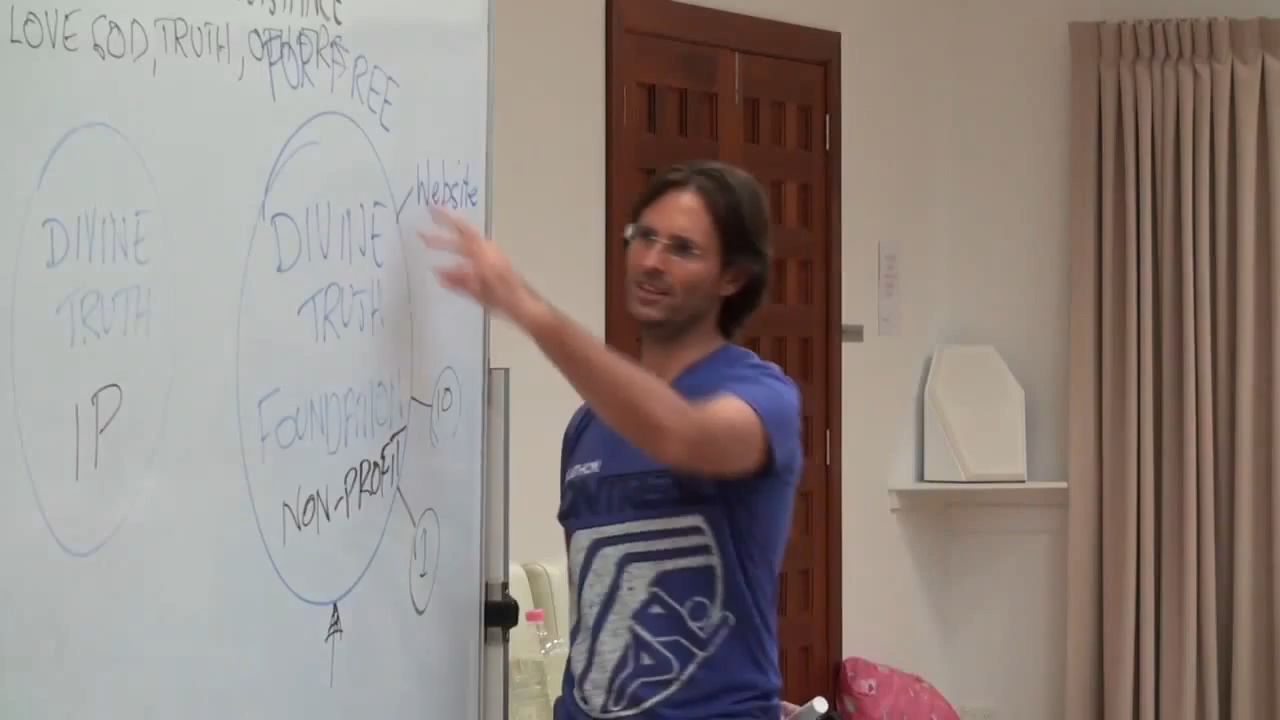 LOVE GOD, TRUTH, OTHERS
FOR FREE
DIVINE
TRUTH
IP
DIVINE
TRUTH
FOUNDATION
NON-PROFIT
Website
10
1